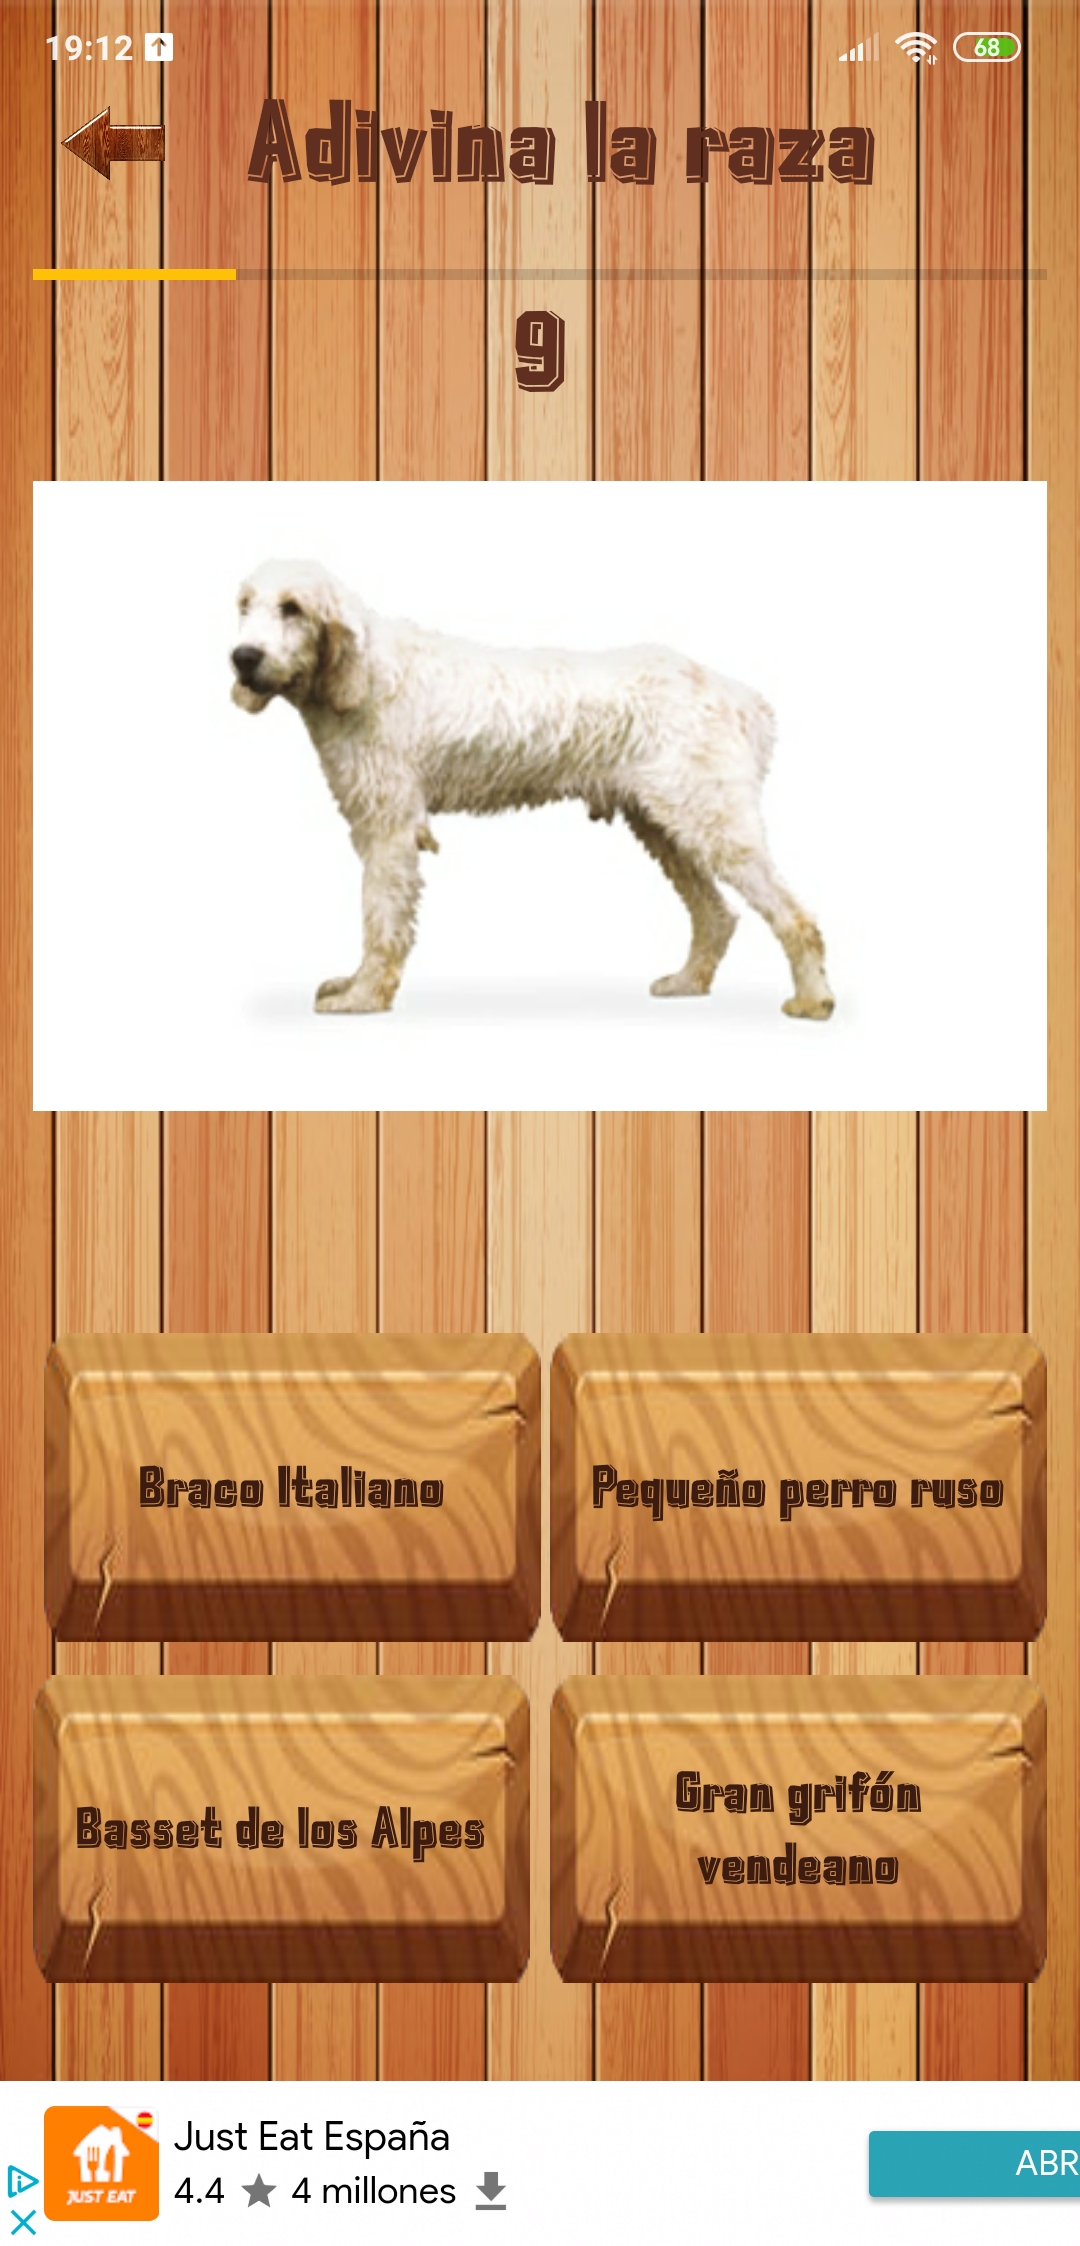 19:12
68
Adivina la raza
9
Braco Italiano
Pequeño perro ruso
Basset de los Alpes
Gran grifón
vendeano
JUST EAT
Just Eat España
4.4 4 millones
ABR